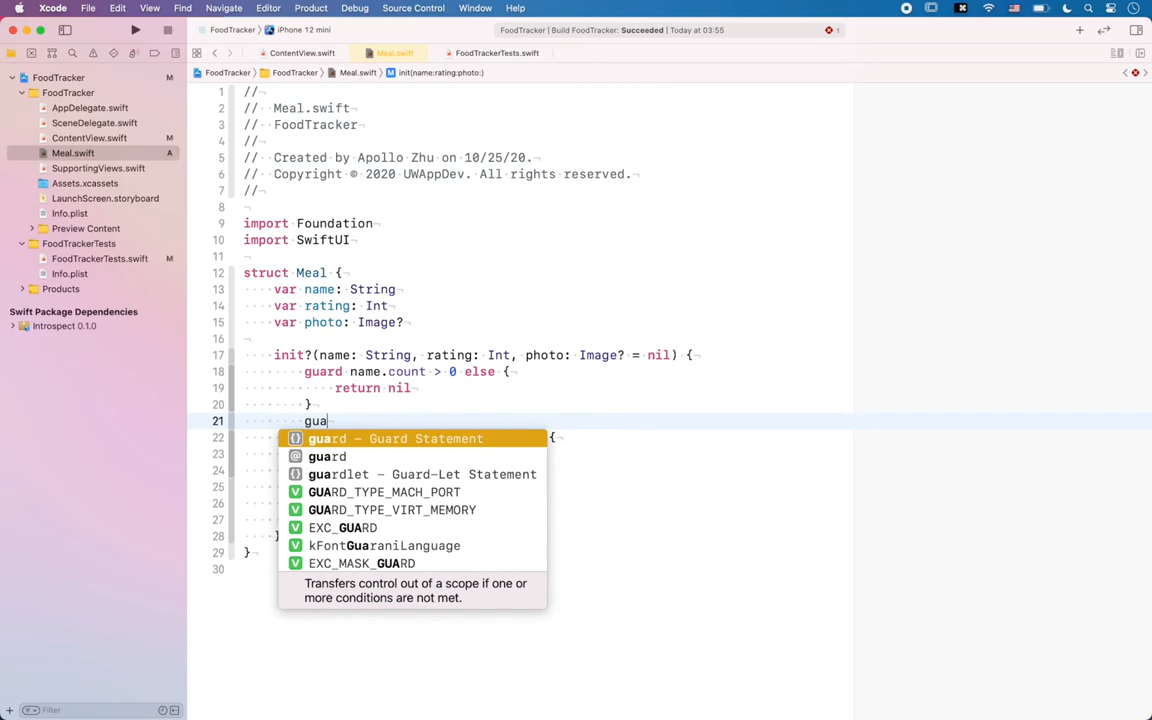 Xcode File Edit View Find Navigate Editor Product Debug Source Control Window Help
FoodTracker iPhone 12 mini FoodTracker | Build FoodTracker: Succeeded | Today at 03:55 1
ContentView.swift Meal.swift FoodTrackerTests.swift
FoodTracker FoodTracker Meal.swift M init(name:rating:photo:)
FoodTracker M
FoodTracker
AppDelegate.swift
SceneDelegate.swift
ContentView.swift M
Meal.swift A
SupportingViews.swift
Assets.xcassets
LaunchScreen.storyboard
Info.plist
Preview Content
FoodTrackerTests
FoodTrackerTests.swift M
Info.plist
Products
Swift Package Dependencies
Introspect 0.1.0
Filter
1 //
2 // Meal.swift
3 // FoodTracker
4 //
5 // Created by Apollo Zhu on 10/25/20.
6 // Copyright © 2020 UWAppDev. All rights reserved.
7 //
8
9 import Foundation
10 import SwiftUI
11
12 struct Meal {
13 var name: String
14 var rating: Int
15 var photo: Image?
16
17 init?(name: String, rating: Int, photo: Image? = nil) {
18 guard name.count > 0 else {
19 return nil
20 }
21 gua
22 {
23
24
25
26
27
28
29 }
30
guard – Guard Statement
guard
guardlet – Guard-Let Statement
GUARD_TYPE_MACH_PORT
GUARD_TYPE_VIRT_MEMORY
EXC_GUARD
kFontGuaraniLanguage
EXC_MASK_GUARD
Transfers control out of a scope if one or
more conditions are not met.